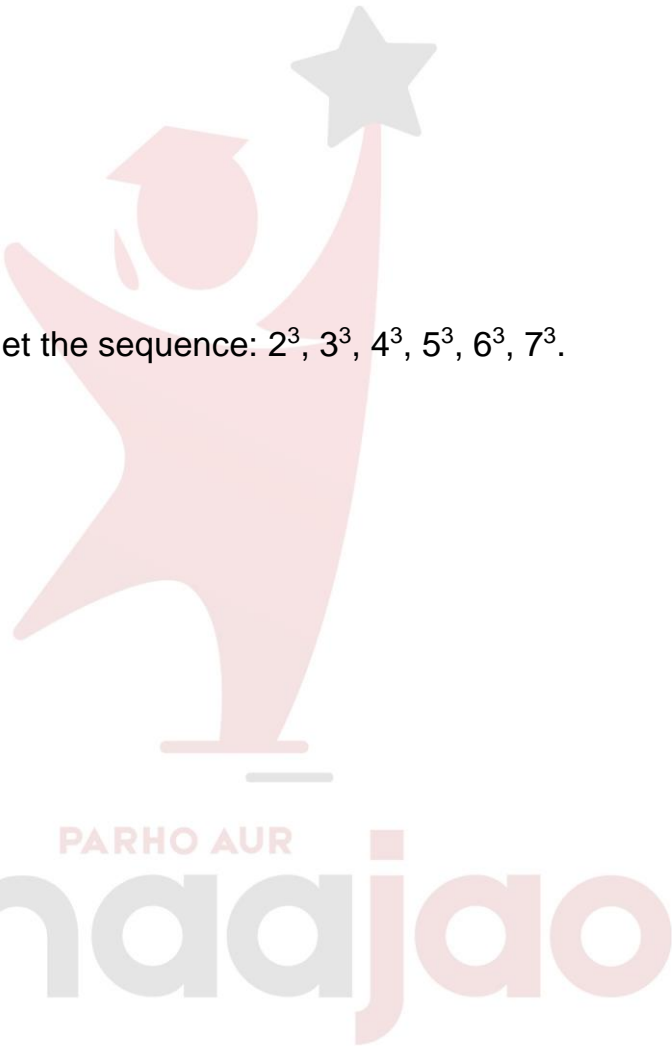 et the sequence: 2³, 3³, 4³, 5³, 6³, 7³.
PARHO AUR
naajao